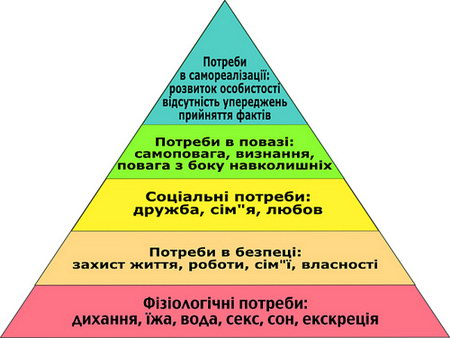 Потреби
в самореалізації:
розвиток особистості
відсутність упереджень
прийняття фактів
Потреби в повазі:
самоповага, визнання,
повага з боку навколишніх
Соціальні потреби:
дружба, сім"я, любов
Потреби в безпеці:
захист життя, роботи, сім"ї, власності
Фізіологічні потреби:
дихання, їжа, вода, секс, сон, екскреція